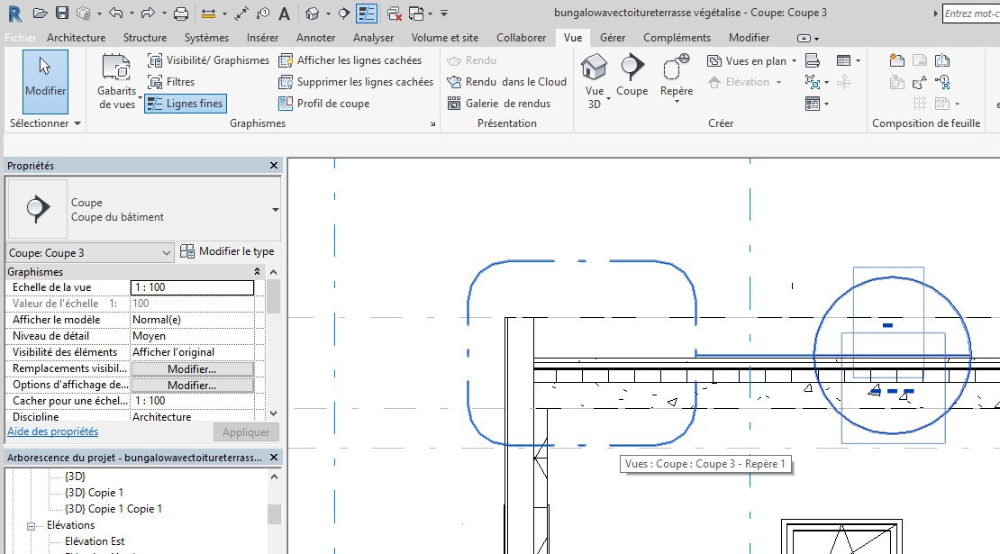 bungalowavectoitureterrasse végétalise - Coupe: Coupe 3
Entrez mot-c
Fichier Architecture Structure Systèmes Insérer Annoter Analyser Volume et site Collaborer Vue Gérer Compléments Modifier
Modifier
Sélectionner
Gabarits
de vues
Visibilité/ Graphismes
Filtres
Lignes fines
Afficher les lignes cachées
Supprimer les lignes cachées
Profil de coupe
Graphismes
Rendu
Rendu dans le Cloud
Galerie de rendus
Présentation
Vue
3D
Coupe
Repère
Vues en plan
Elévation
Créer
Composition de feuille
Propriétés
Coupe
Coupe du bâtiment
Coupe: Coupe 3
Modifier le type
Graphismes
Echelle de la vue 1 : 100
Valeur de l'échelle 1: 100
Afficher le modèle Normal(e)
Niveau de détail Moyen
Visibilité des éléments Afficher l'original
Remplacements visibil... Modifier...
Options d'affichage de... Modifier...
Cacher pour une échel... 1 : 100
Discipline Architecture
Aide des propriétés
Appliquer
Arborescence du projet - bungalowavectoitureterrass...
{3D}
{3D} Copie 1
{3D} Copie 1 Copie 1
Elévations
Elévation Est
Vues : Coupe : Coupe 3 - Repère 1